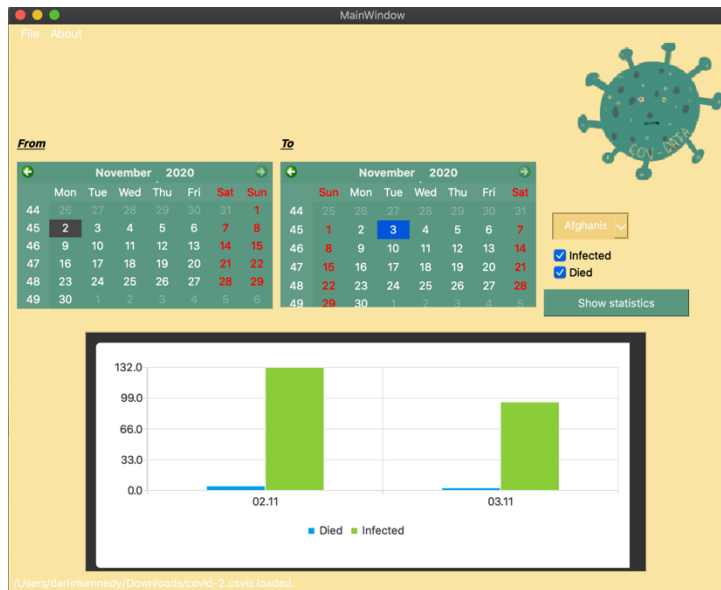 MainWindow
File About
COV-DATA
From
To
November 2020
Mon Tue Wed Thu Fri Sat Sun
44 26 27 28 29 30 31 1
45 2 3 4 5 6 7 8
46 9 10 11 12 13 14 15
47 16 17 18 19 20 21 22
48 23 24 25 26 27 28 29
49 30 1 2 3 4 5 6
November 2020
Sun Mon Tue Wed Thu Fri Sat
44 25 26 27 28 29 30 31
45 1 2 3 4 5 6 7
46 8 9 10 11 12 13 14
47 15 16 17 18 19 20 21
48 22 23 24 25 26 27 28
49 29 30 1 2 3 4 5
Afghanis
Infected
Died
Show statistics
132.0
99.0
66.0
33.0
0.0
02.11 03.11
Died Infected
/Users/darlinkennedy/Downloads/covid-2.csvis loaded.